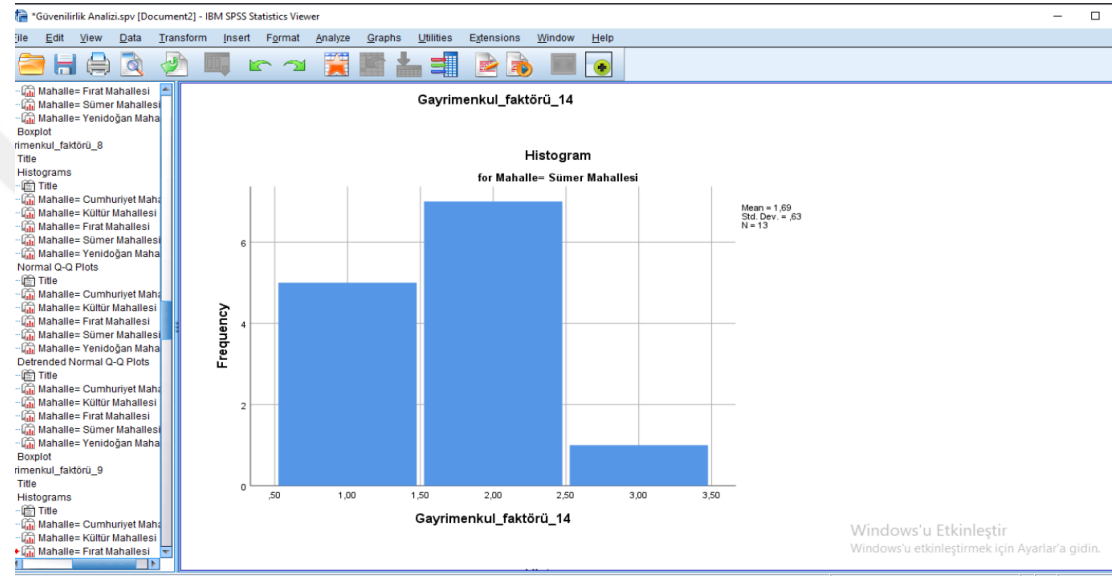 *Güvenilirlik Analizi.spv [Document2] - IBM SPSS Statistics Viewer
File Edit View Data Transform Insert Format Analyze Graphs Utilities Extensions Window Help
Mahalle= Fırat Mahallesi
Mahalle= Sümer Mahallesi
Mahalle= Yenidoğan Maha
Boxplot
rimenkul_faktörü_8
Title
Histograms
Title
Mahalle= Cumhuriyet Maha
Mahalle= Kültür Mahallesi
Mahalle= Fırat Mahallesi
Mahalle= Sümer Mahallesi
Mahalle= Yenidoğan Maha
Normal Q-Q Plots
Title
Mahalle= Cumhuriyet Maha
Mahalle= Kültür Mahallesi
Mahalle= Fırat Mahallesi
Mahalle= Sümer Mahallesi
Mahalle= Yenidoğan Maha
Detrended Normal Q-Q Plots
Title
Mahalle= Cumhuriyet Maha
Mahalle= Kültür Mahallesi
Mahalle= Fırat Mahallesi
Mahalle= Sümer Mahallesi
Mahalle= Yenidoğan Maha
Boxplot
rimenkul_faktörü_9
Title
Histograms
Title
Mahalle= Cumhuriyet Maha
Mahalle= Kültür Mahallesi
Mahalle= Fırat Mahallesi
Gayrimenkul_faktörü_14
Histogram
for Mahalle= Sümer Mahallesi
Mean = 1,69
Std. Dev. = ,63
N = 13
Frequency
6
4
2
0
,50 1,00 1,50 2,00 2,50 3,00 3,50
Gayrimenkul_faktörü_14
Windows'u Etkinleştir
Windows'u etkinleştirmek için Ayarlar'a gidin.